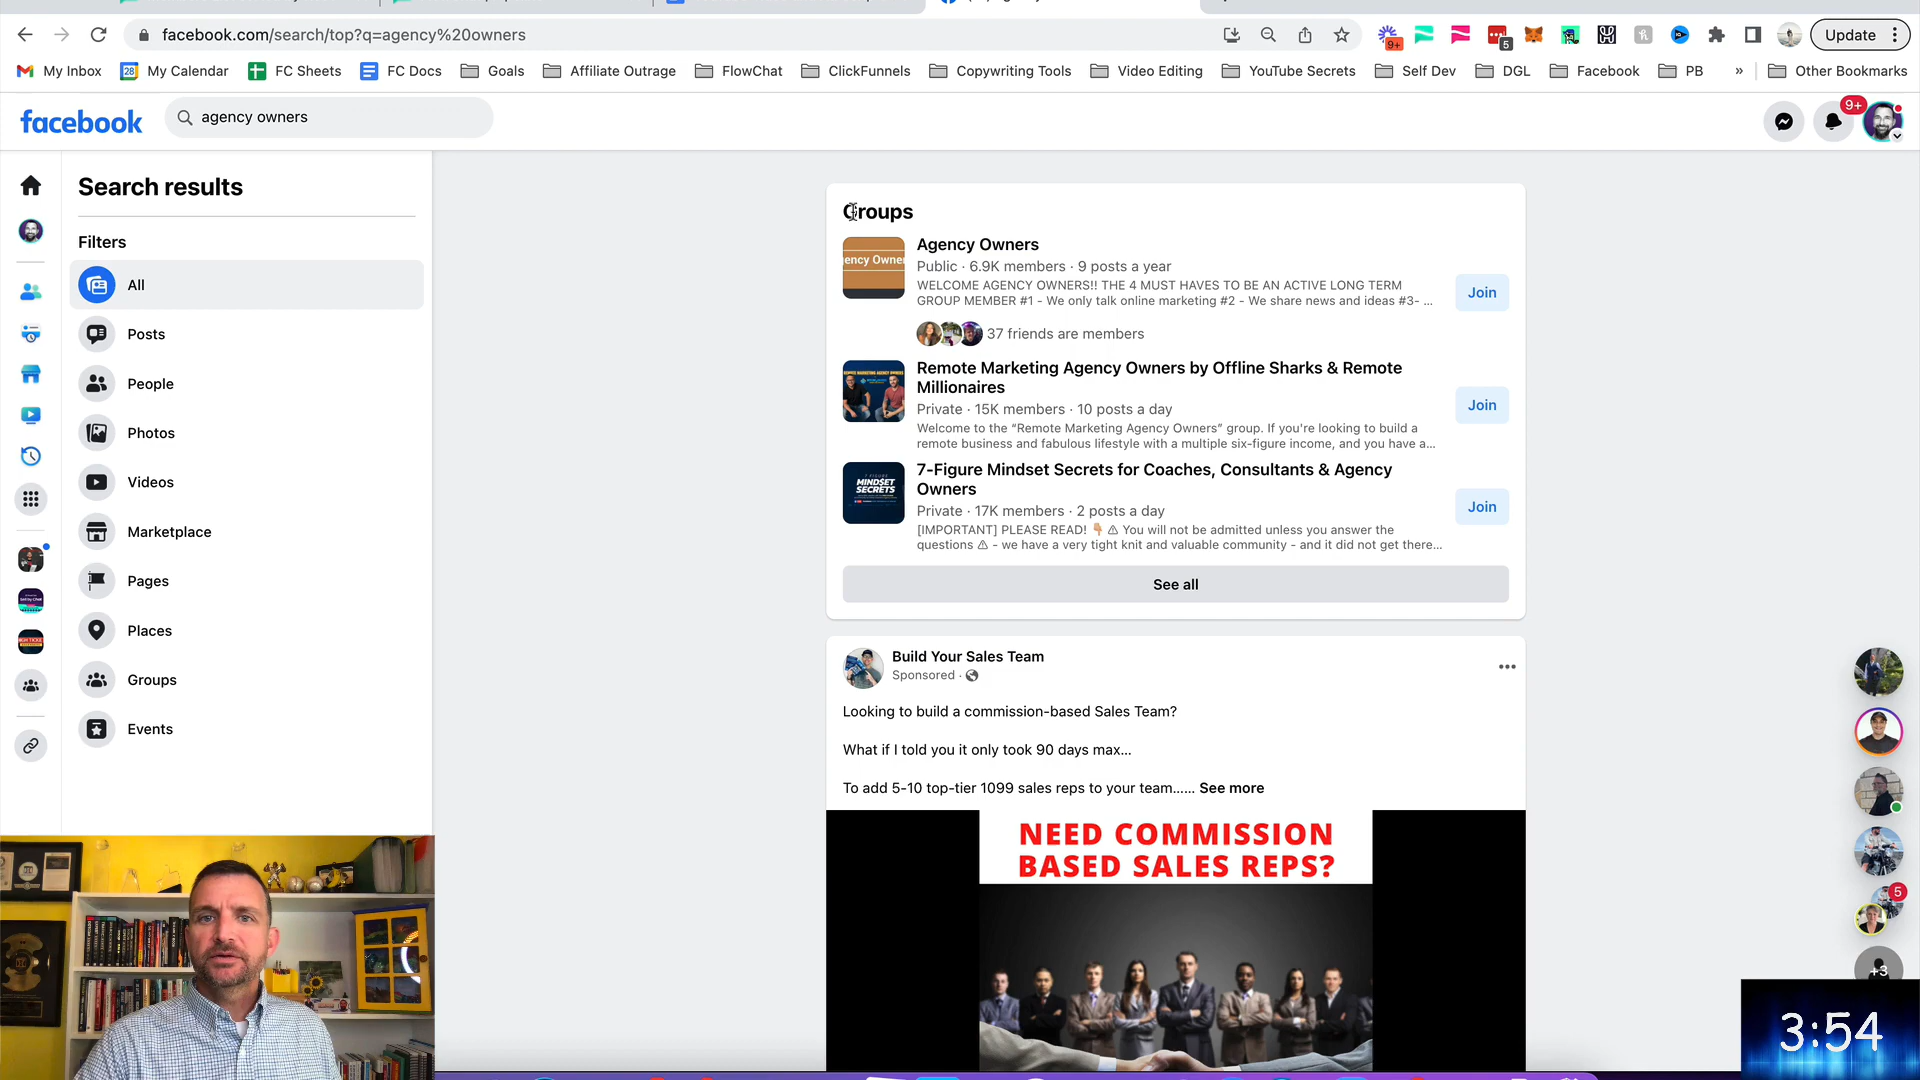 facebook.com/search/top?q=agency%20owners
9+
5
Update
My Inbox
28
My Calendar
FC Sheets
FC Docs
Goals
Affiliate Outrage
FlowChat
ClickFunnels
Copywriting Tools
Video Editing
YouTube Secrets
Self Dev
DGL
Facebook
PB
»
Other Bookmarks
facebook
agency owners
9+
Search results
Filters
All
Posts
People
Photos
Videos
Marketplace
Pages
Places
Groups
Events
Groups
Agency Owners
Public · 6.9K members · 9 posts a year
WELCOME AGENCY OWNERS!! THE 4 MUST HAVES TO BE AN ACTIVE LONG TERM
GROUP MEMBER #1 - We only talk online marketing #2 - We share news and ideas #3- ...
37 friends are members
Join
Remote Marketing Agency Owners by Offline Sharks & Remote
Millionaires
Private · 15K members · 10 posts a day
Welcome to the “Remote Marketing Agency Owners” group. If you're looking to build a
remote business and fabulous lifestyle with a multiple six-figure income, and you have a...
Join
MINDSET
SECRETS
7-Figure Mindset Secrets for Coaches, Consultants & Agency
Owners
Private · 17K members · 2 posts a day
[IMPORTANT] PLEASE READ! 👇🏼 ⚠ You will not be admitted unless you answer the
questions ⚠ - we have a very tight knit and valuable community - and it did not get there...
Join
See all
Build Your Sales Team
Sponsored ·
Looking to build a commission-based Sales Team?
What if I told you it only took 90 days max...
To add 5-10 top-tier 1099 sales reps to your team...... See more
NEED COMMISSION
BASED SALES REPS?
5
+3
3:54